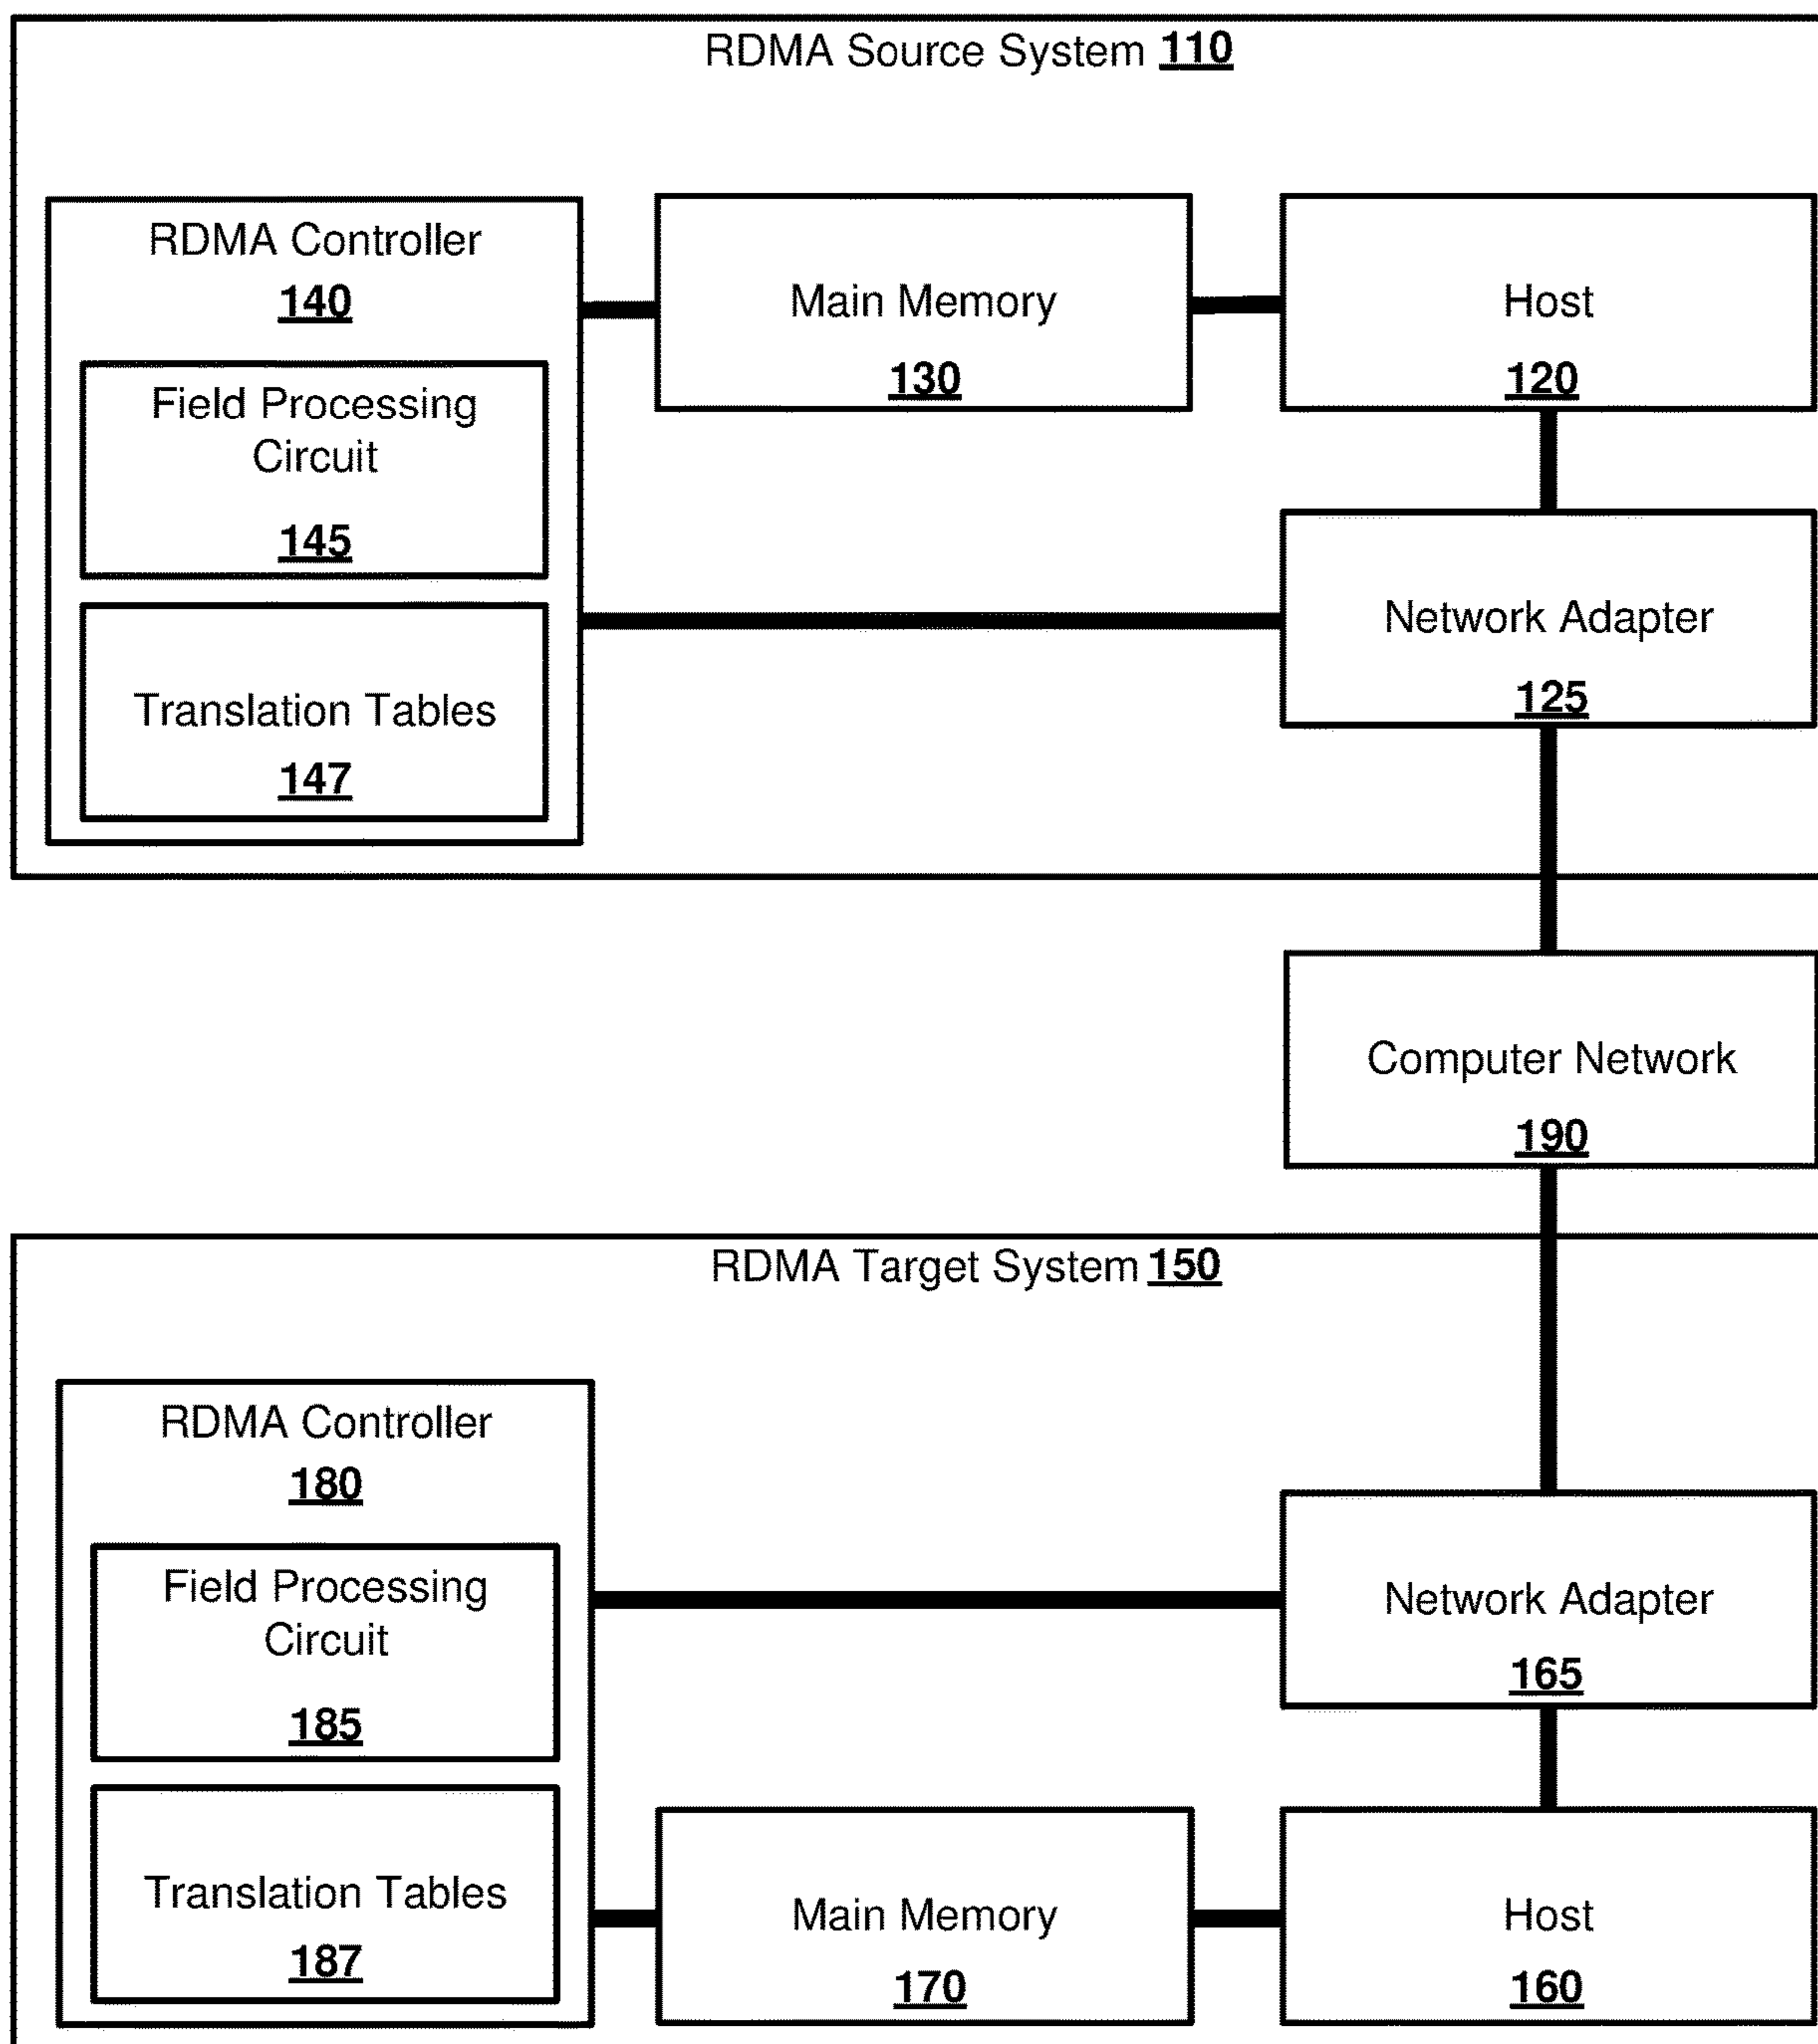 RDMA Source System 110
RDMA Controller
140
Field Processing
Circuit
145
Translation Tables
147
Main Memory
130
Host
120
Network Adapter
125
Computer Network
190
RDMA Target System 150
RDMA Controller
180
Field Processing
Circuit
185
Translation Tables
187
Network Adapter
165
Main Memory
170
Host
160